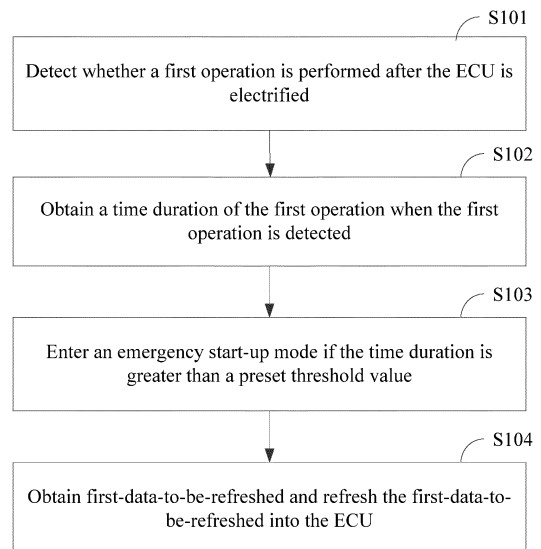 S101
Detect whether a first operation is performed after the ECU is
electrified
S102
Obtain a time duration of the first operation when the first
operation is detected
S103
Enter an emergency start-up mode if the time duration is
greater than a preset threshold value
S104
Obtain first-data-to-be-refreshed and refresh the first-data-to-
be-refreshed into the ECU